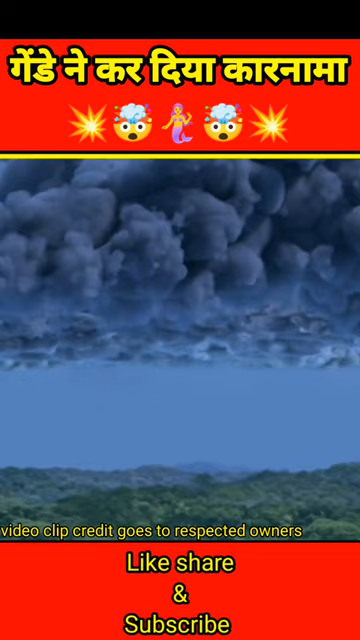 गेंडे ने कर दिया कारनामा
💥🤯🧜‍♀️🤯💥
video clip credit goes to respected owners
Like share
&
Subscribe